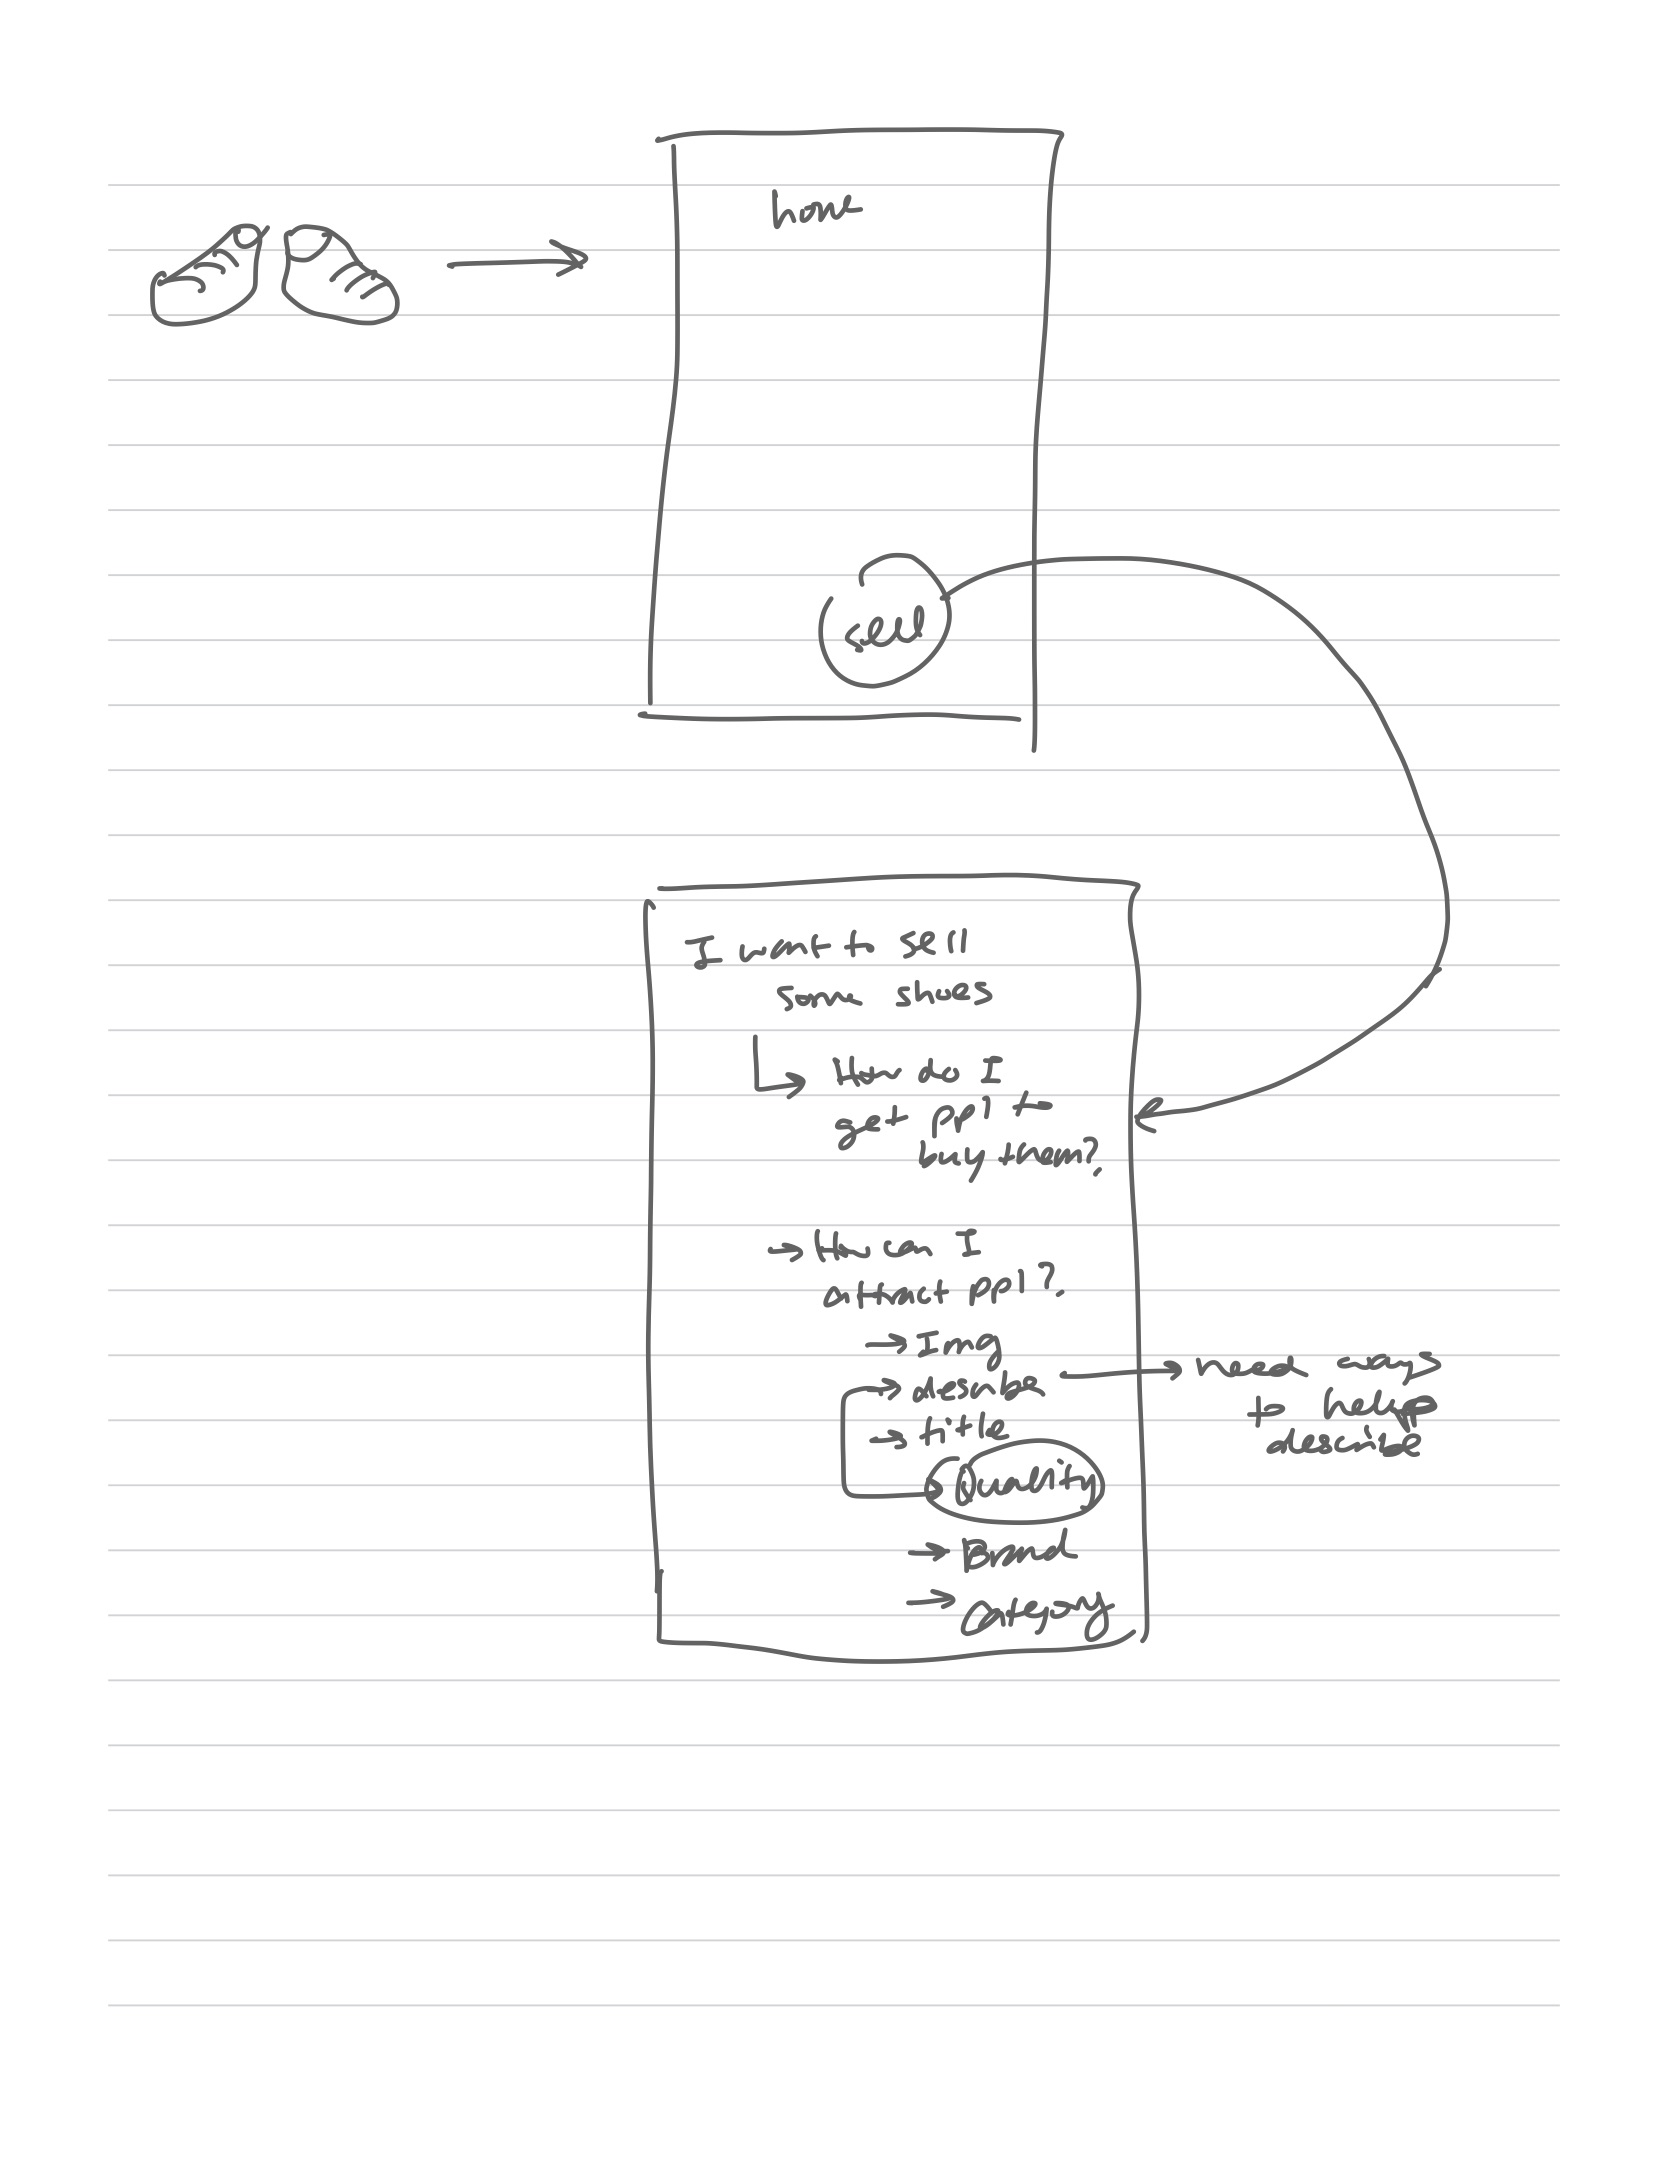 home
sell
I want to sell
some shoes
How do I
get ppl to
buy them?
How can I
attract ppl?
Img
describe
title
Quality
Brand
Category
need ways
to help
describe